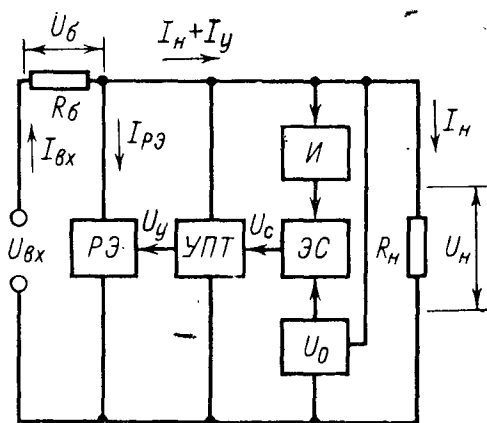 Uб
Iн+Iу
Rб
Iвх
IРЭ
Iн
И
Uвх
РЭ
Uу
УПТ
Uс
ЭС
Rн
Uн
U0